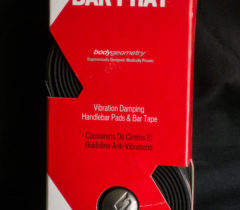 BAR PHAT
bodygeometry™
Ergonomically Designed. Medically Proven.
Vibration Damping
Handlebar Pads & Bar Tape
Coussinets De Cintres Et
Guidoline Anti-Vibrations